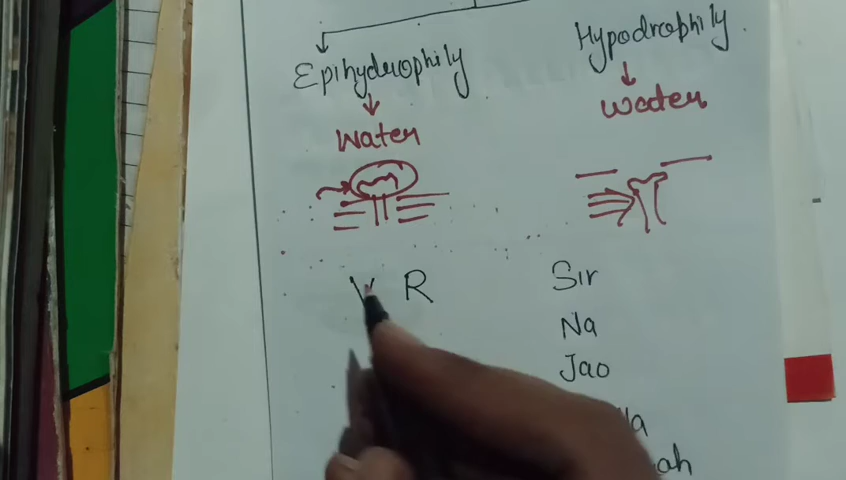 Epihydrophily
Hypodrophily.
Water
Water
V R
Sir
Na
Jao